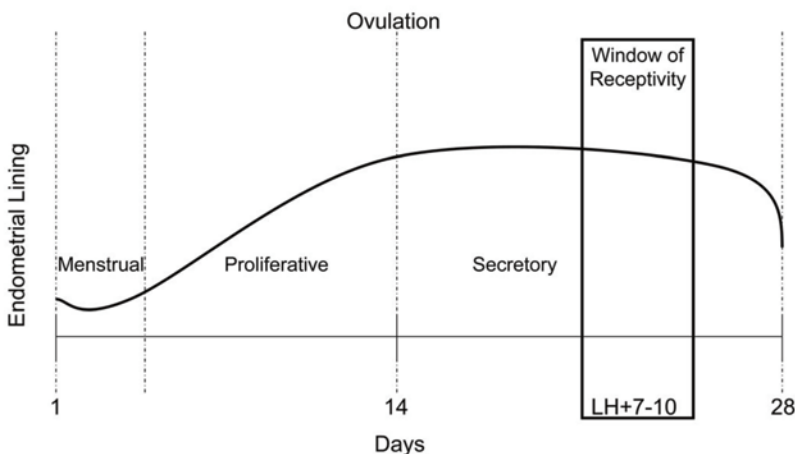 Ovulation
Window of
Receptivity
Endometrial Lining
Menstrual
Proliferative
Secretory
LH+7-10
1
14
28
Days